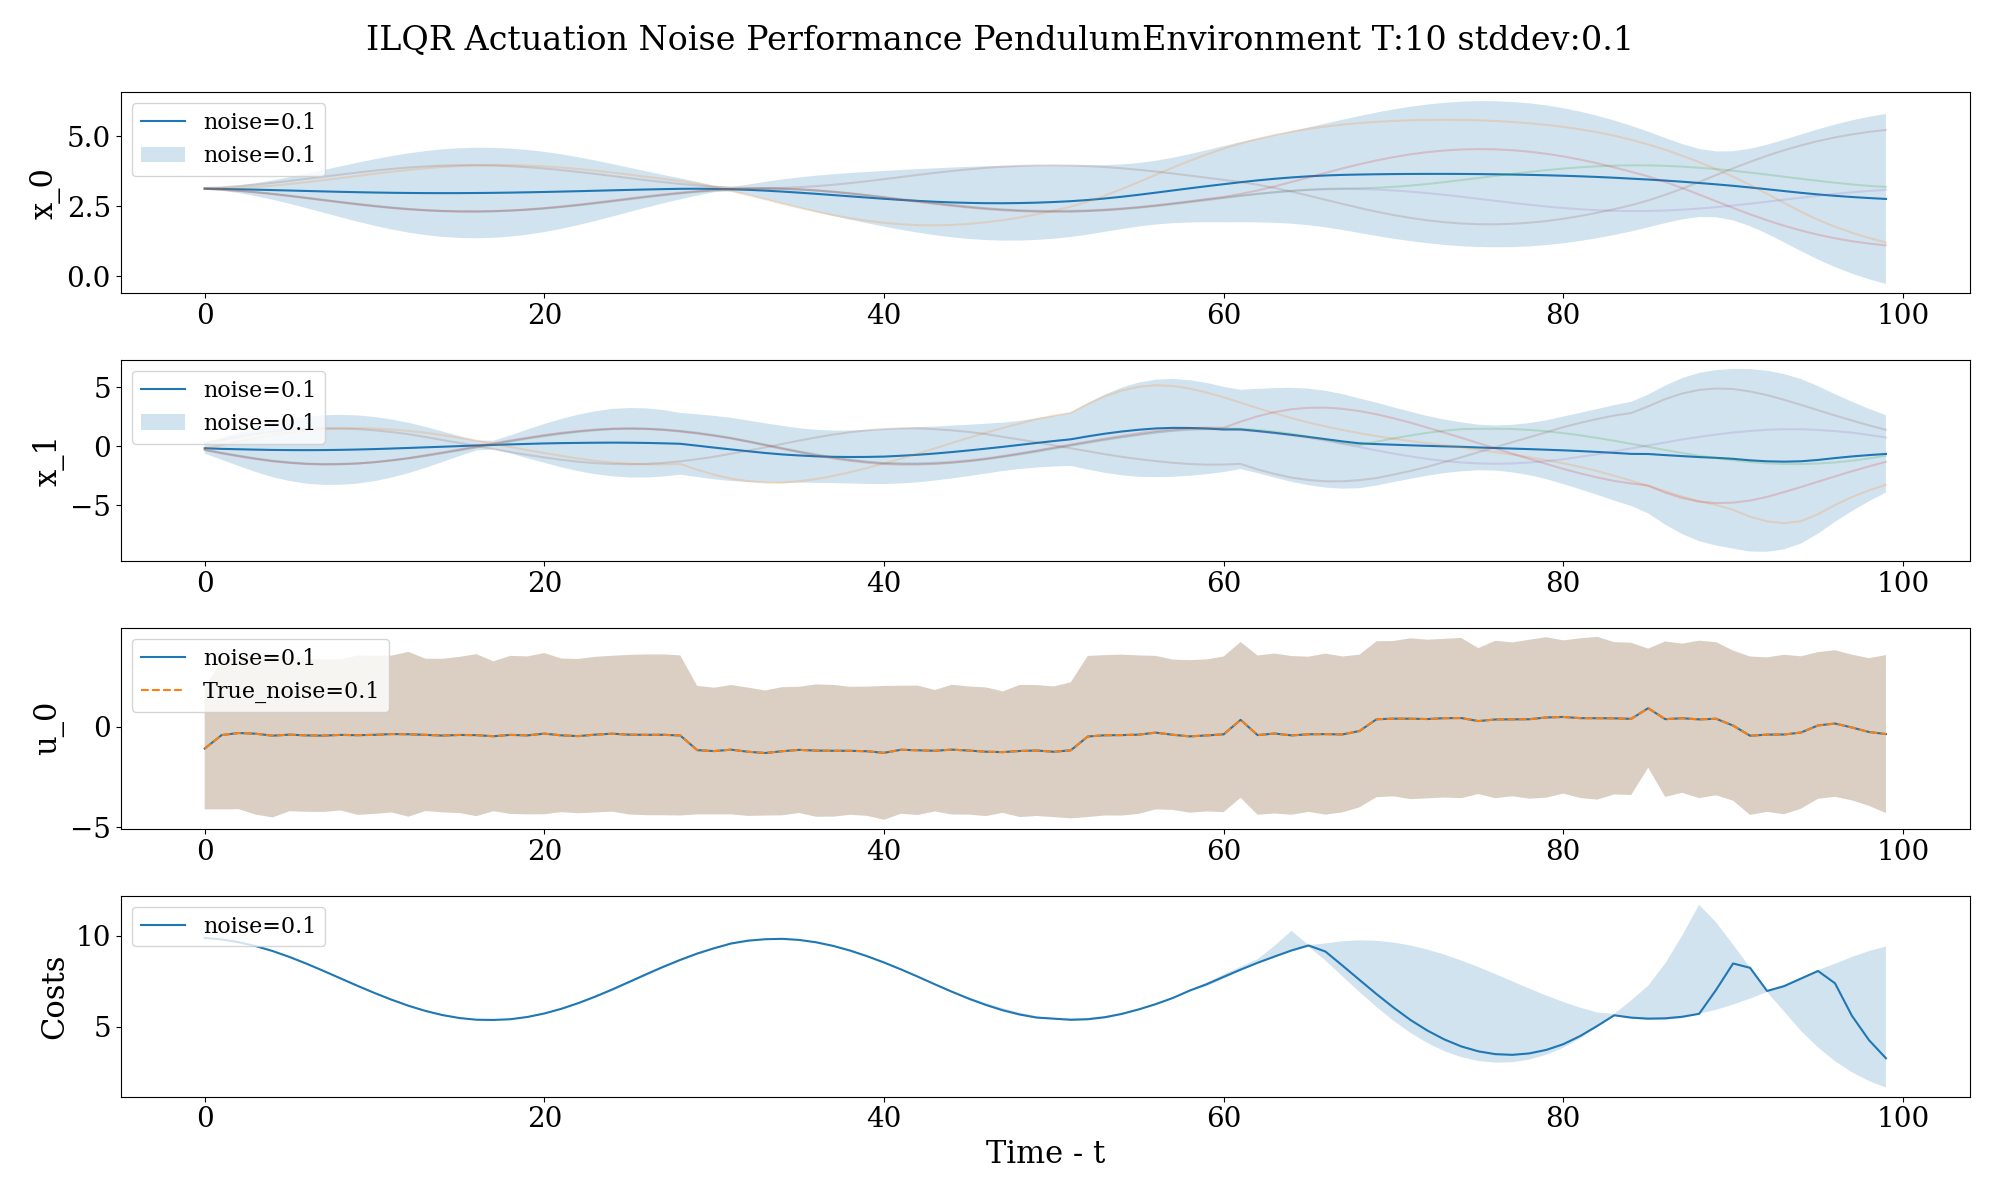 ILQR Actuation Noise Performance PendulumEnvironment T:10 stddev:0.1
noise=0.1
noise=0.1
x_0
5.0
2.5
0.0
0 20 40 60 80 100
noise=0.1
noise=0.1
x_1
5
0
−5
0 20 40 60 80 100
noise=0.1
True_noise=0.1
u_0
0
−5
0 20 40 60 80 100
noise=0.1
Costs
10
5
0 20 40 60 80 100
Time - t